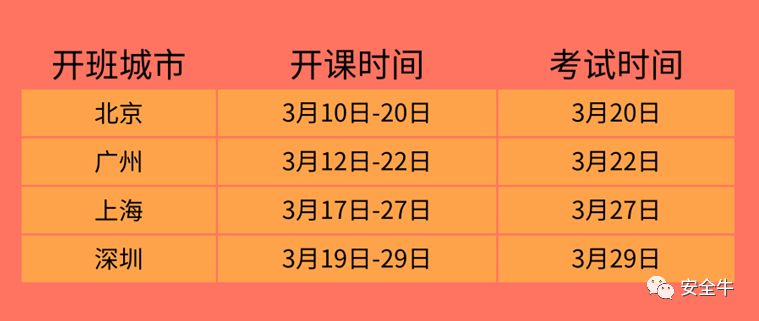 开班城市 开课时间 考试时间
北京 3月10日-20日 3月20日
广州 3月12日-22日 3月22日
上海 3月17日-27日 3月27日
深圳 3月19日-29日 3月29日
安全牛